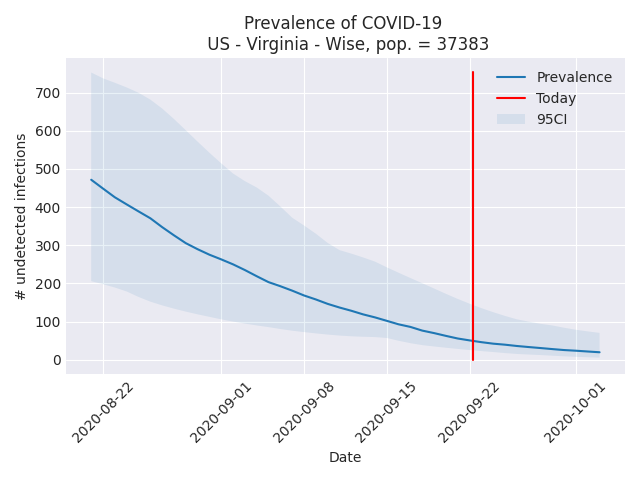 Prevalence of COVID-19
US - Virginia - Wise, pop. = 37383
Prevalence
Today
95CI
# undetected infections
700
600
500
400
300
200
100
0
2020-08-22
2020-09-01
2020-09-08
2020-09-15
2020-09-22
2020-10-01
Date